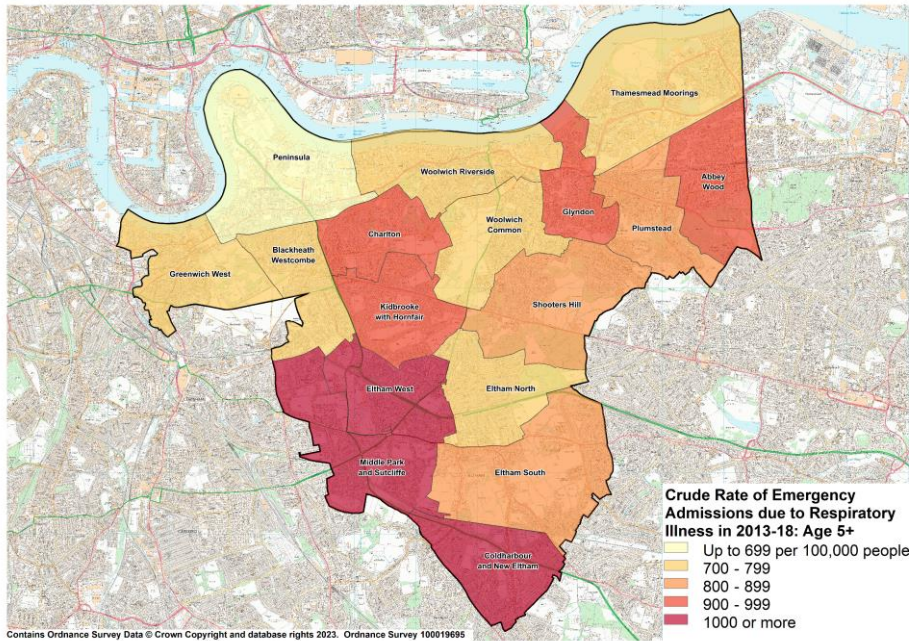 Thamesmead Moorings
Peninsula
Woolwich Riverside
Abbey
Wood
Glyndon
Woolwich
Common
Plumstead
Charlton
Blackheath
Westcombe
Greenwich West
Shooters Hill
Kidbrooke
with Hornfair
Eltham West
Eltham North
Middle Park
and Sutcliffe
Eltham South
Coldharbour
and New Eltham
Crude Rate of Emergency
Admissions due to Respiratory
Illness in 2013-18: Age 5+
Up to 699 per 100,000 people
700 - 799
800 - 899
900 - 999
1000 or more
Contains Ordnance Survey Data © Crown Copyright and database rights 2023. Ordnance Survey 100019695